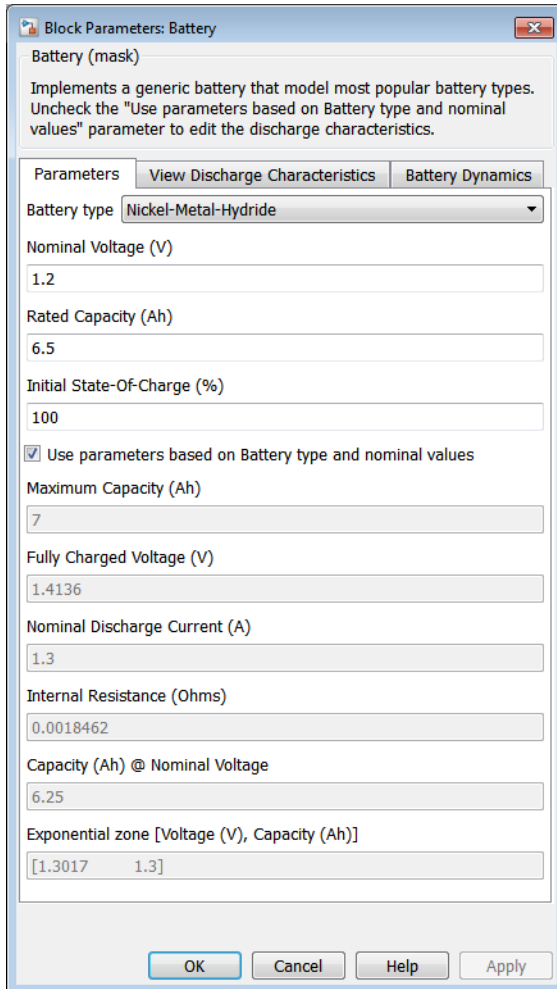 Block Parameters: Battery
Battery (mask)
Implements a generic battery that model most popular battery types.
Uncheck the "Use parameters based on Battery type and nominal
values" parameter to edit the discharge characteristics.
Parameters View Discharge Characteristics Battery Dynamics
Battery type Nickel-Metal-Hydride
Nominal Voltage (V)
1.2
Rated Capacity (Ah)
6.5
Initial State-Of-Charge (%)
100
Use parameters based on Battery type and nominal values
Maximum Capacity (Ah)
7
Fully Charged Voltage (V)
1.4136
Nominal Discharge Current (A)
1.3
Internal Resistance (Ohms)
0.0018462
Capacity (Ah) @ Nominal Voltage
6.25
Exponential zone [Voltage (V), Capacity (Ah)]
[1.3017 1.3]
OK Cancel Help Apply